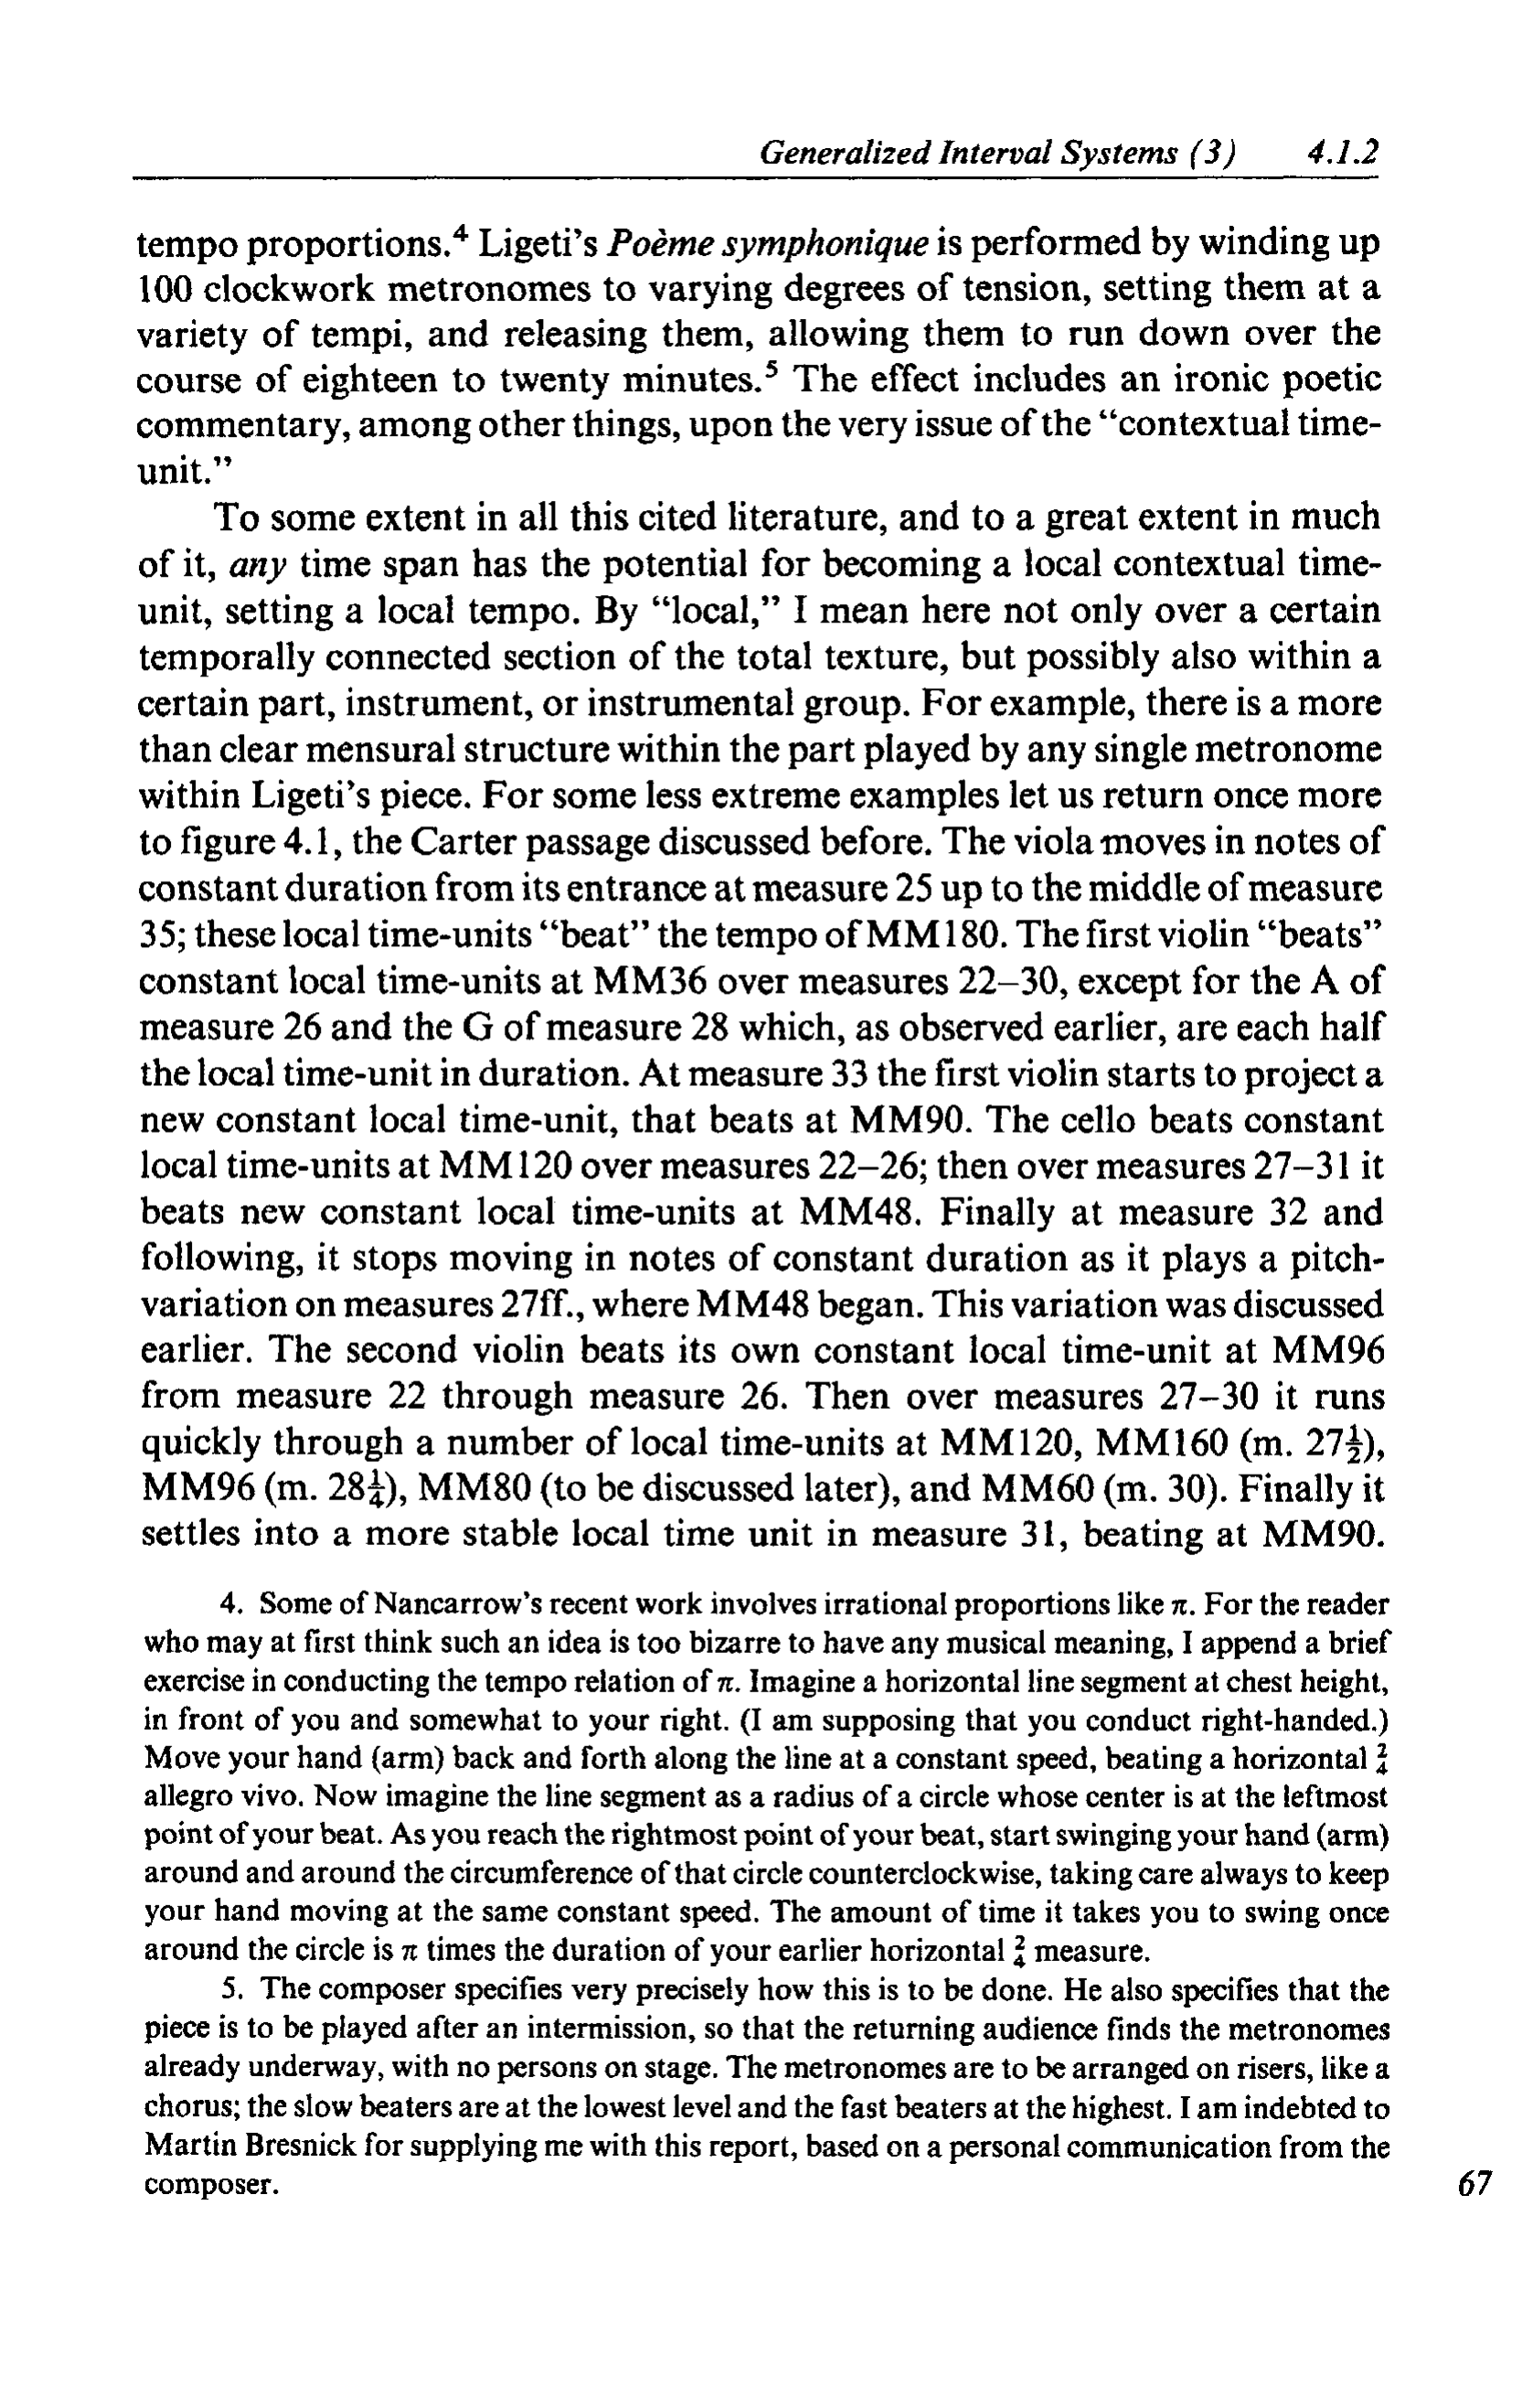 Generalized Interval Systems (3) 4.1.2
tempo proportions.⁴ Ligeti's Poème symphonique is performed by winding up
100 clockwork metronomes to varying degrees of tension, setting them at a
variety of tempi, and releasing them, allowing them to run down over the
course of eighteen to twenty minutes.⁵ The effect includes an ironic poetic
commentary, among other things, upon the very issue of the “contextual time-
unit.”
To some extent in all this cited literature, and to a great extent in much
of it, any time span has the potential for becoming a local contextual time-
unit, setting a local tempo. By “local,” I mean here not only over a certain
temporally connected section of the total texture, but possibly also within a
certain part, instrument, or instrumental group. For example, there is a more
than clear mensural structure within the part played by any single metronome
within Ligeti's piece. For some less extreme examples let us return once more
to figure 4.1, the Carter passage discussed before. The viola moves in notes of
constant duration from its entrance at measure 25 up to the middle of measure
35; these local time-units “beat” the tempo of MM180. The first violin “beats”
constant local time-units at MM36 over measures 22–30, except for the A of
measure 26 and the G of measure 28 which, as observed earlier, are each half
the local time-unit in duration. At measure 33 the first violin starts to project a
new constant local time-unit, that beats at MM90. The cello beats constant
local time-units at MM120 over measures 22–26; then over measures 27–31 it
beats new constant local time-units at MM48. Finally at measure 32 and
following, it stops moving in notes of constant duration as it plays a pitch-
variation on measures 27ff., where MM48 began. This variation was discussed
earlier. The second violin beats its own constant local time-unit at MM96
from measure 22 through measure 26. Then over measures 27–30 it runs
quickly through a number of local time-units at MM120, MM160 (m. 27½),
MM96 (m. 28¼), MM80 (to be discussed later), and MM60 (m. 30). Finally it
settles into a more stable local time unit in measure 31, beating at MM90.
4. Some of Nancarrow's recent work involves irrational proportions like π. For the reader
who may at first think such an idea is too bizarre to have any musical meaning, I append a brief
exercise in conducting the tempo relation of π. Imagine a horizontal line segment at chest height,
in front of you and somewhat to your right. (I am supposing that you conduct right-handed.)
Move your hand (arm) back and forth along the line at a constant speed, beating a horizontal 2/4
allegro vivo. Now imagine the line segment as a radius of a circle whose center is at the leftmost
point of your beat. As you reach the rightmost point of your beat, start swinging your hand (arm)
around and around the circumference of that circle counterclockwise, taking care always to keep
your hand moving at the same constant speed. The amount of time it takes you to swing once
around the circle is π times the duration of your earlier horizontal 2/4 measure.
5. The composer specifies very precisely how this is to be done. He also specifies that the
piece is to be played after an intermission, so that the returning audience finds the metronomes
already underway, with no persons on stage. The metronomes are to be arranged on risers, like a
chorus; the slow beaters are at the lowest level and the fast beaters at the highest. I am indebted to
Martin Bresnick for supplying me with this report, based on a personal communication from the
composer.
67